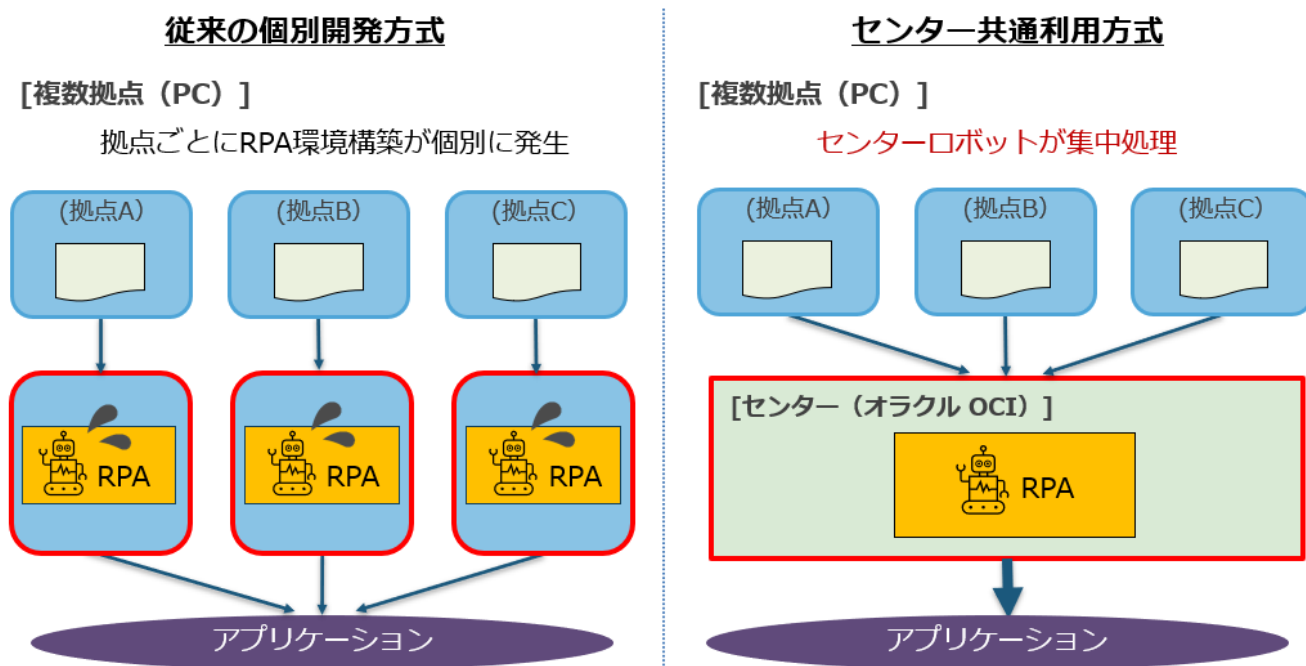 従来の個別開発方式
[複数拠点（PC）]
拠点ごとにRPA環境構築が個別に発生
(拠点A）
(拠点B）
(拠点C）
RPA
RPA
RPA
アプリケーション
センター共通利用方式
[複数拠点（PC）]
センターロボットが集中処理
(拠点A）
(拠点B）
(拠点C）
[センター（オラクル OCI）]
RPA
アプリケーション